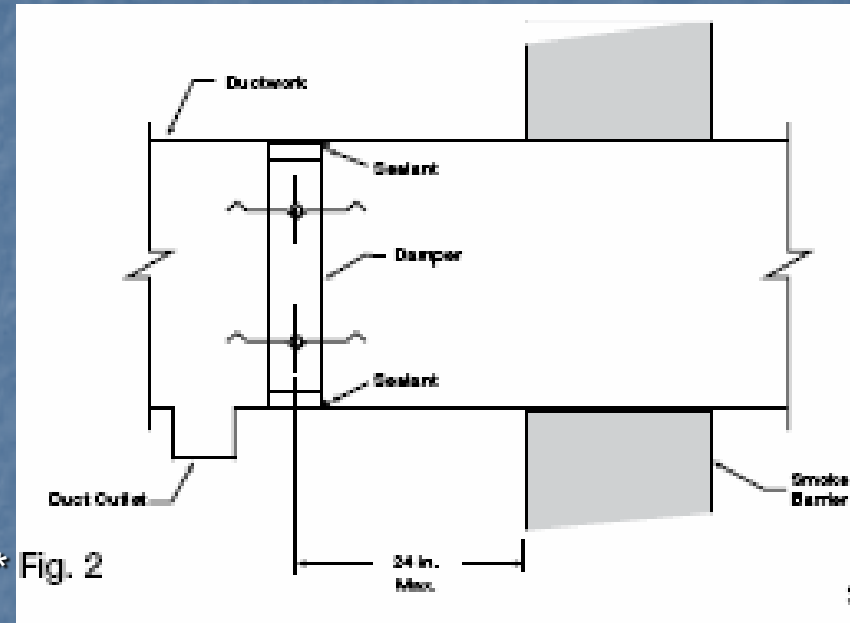 Ductwork
Sealant
Damper
Sealant
Duct Outlet
Smoke
Barrier
24 in.
Max.
* Fig. 2